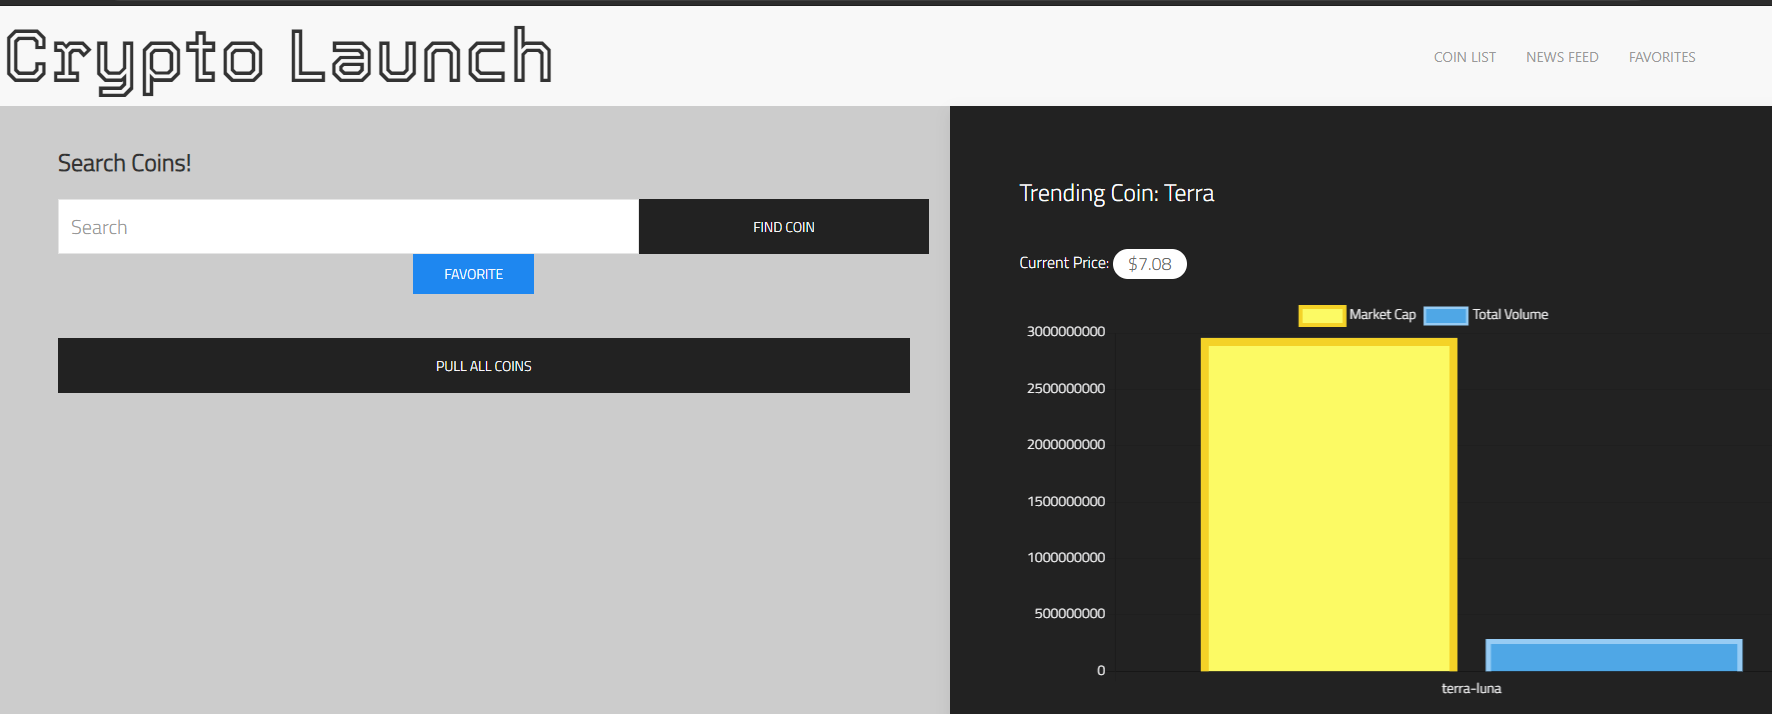 Crypto Launch
COIN LIST NEWS FEED FAVORITES
Search Coins!
Search FIND COIN
FAVORITE
PULL ALL COINS
Trending Coin: Terra
Current Price: $7.08
Market Cap Total Volume
3000000000
2500000000
2000000000
1500000000
1000000000
500000000
0
terra-luna